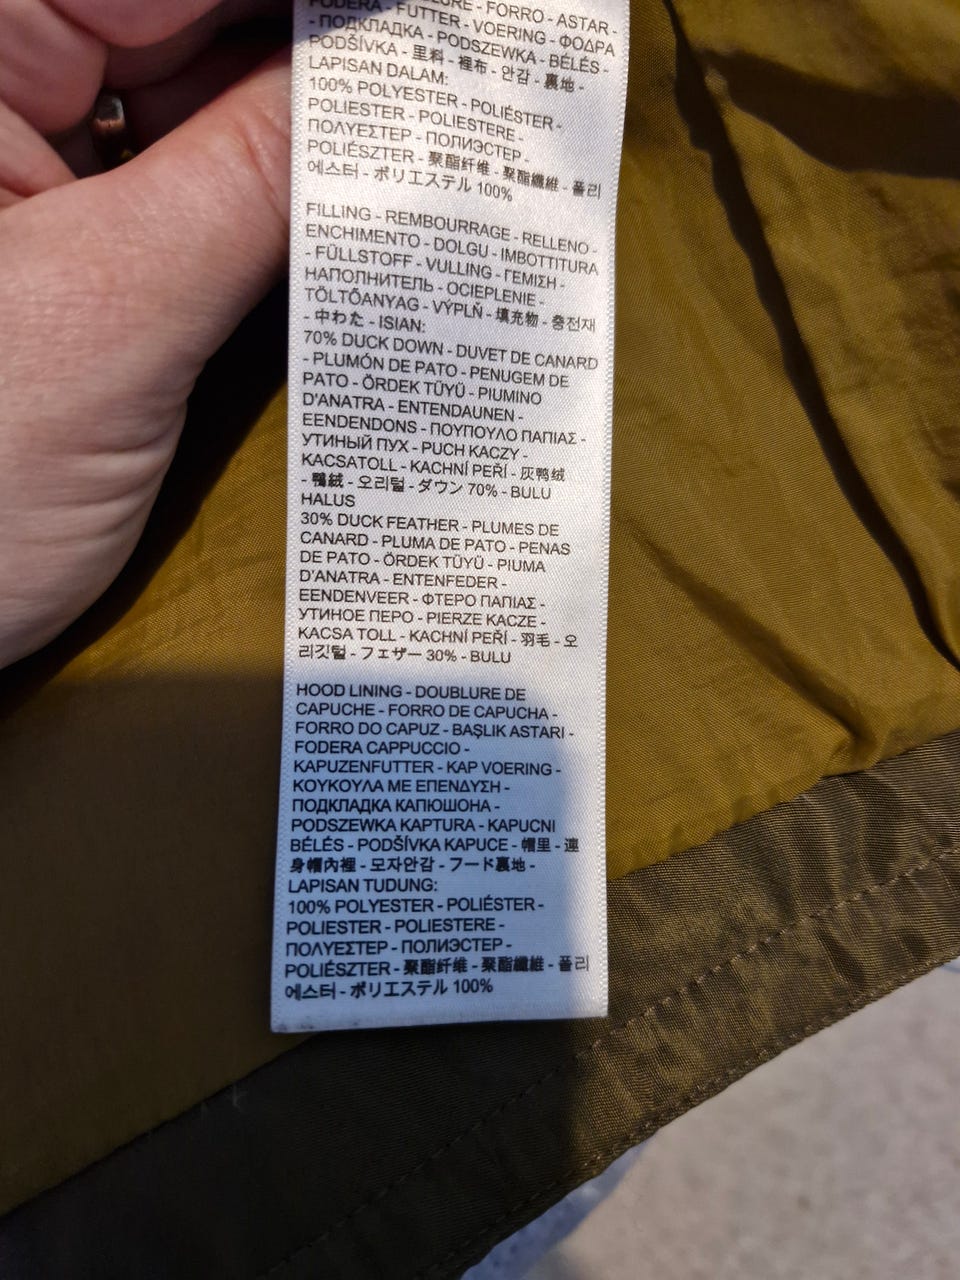 DOUBLURE - FORRO - ASTAR -
FODERA - FUTTER - VOERING - ΦΟΔΡΑ
- ПОДКЛАДКА - PODSZEWKA - BÉLÉS -
PODŠÍVKA - 里料 - 裡布 - 안감 - 裏地 -
LAPISAN DALAM:
100% POLYESTER - POLIÉSTER -
POLIESTER - POLIESTERE -
ΠΟΛΥΕΣΤΕΡ - ПОЛИЭСТЕР -
POLIÉSZTER - 聚酯纤维 - 聚酯纖維 - 폴리
에스터 - ポリエステル 100%
FILLING - REMBOURRAGE - RELLENO -
ENCHIMENTO - DOLGU - IMBOTTITURA
- FÜLLSTOFF - VULLING - ΓΕΜΙΣΗ -
НАПОЛНИТЕЛЬ - OCIEPLENIE -
TÖLTŐANYAG - VÝPLŇ - 填充物 - 충전재
- 中わた - ISIAN:
70% DUCK DOWN - DUVET DE CANARD
- PLUMÓN DE PATO - PENUGEM DE
PATO - ÖRDEK TÜYÜ - PIUMINO
D'ANATRA - ENTENDAUNEN -
EENDENDONS - ΠΟΥΠΟΥΛΟ ΠΑΠΙΑΣ -
УТИНЫЙ ПУХ - PUCH KACZY -
KACSATOLL - KACHNÍ PEŘÍ - 灰鸭绒
- 鴨絨 - 오리털 - ダウン 70% - BULU
HALUS
30% DUCK FEATHER - PLUMES DE
CANARD - PLUMA DE PATO - PENAS
DE PATO - ÖRDEK TÜYÜ - PIUMA
D'ANATRA - ENTENFEDER -
EENDENVEER - ΦΤΕΡΟ ΠΑΠΙΑΣ -
УТИНОЕ ПЕРО - PIERZE KACZE -
KACSA TOLL - KACHNÍ PEŘÍ - 羽毛 - 오
리깃털 - フェザー 30% - BULU
HOOD LINING - DOUBLURE DE
CAPUCHE - FORRO DE CAPUCHA -
FORRO DO CAPUZ - BAŞLIK ASTARI -
FODERA CAPPUCCIO -
KAPUZENFUTTER - KAP VOERING -
ΚΟΥΚΟΥΛΑ ΜΕ ΕΠΕΝΔΥΣΗ -
ПОДКЛАДКА КАПЮШОНА -
PODSZEWKA KAPTURA - KAPUCNI
BÉLÉS - PODŠÍVKA KAPUCE - 帽里 - 連
身帽內裡 - 모자안감 - フード裏地 -
LAPISAN TUDUNG:
100% POLYESTER - POLIÉSTER -
POLIESTER - POLIESTERE -
ΠΟΛΥΕΣΤΕΡ - ПОЛИЭСТЕР -
POLIÉSZTER - 聚酯纤维 - 聚酯纖維 - 폴리
에스터 - ポリエステル 100%